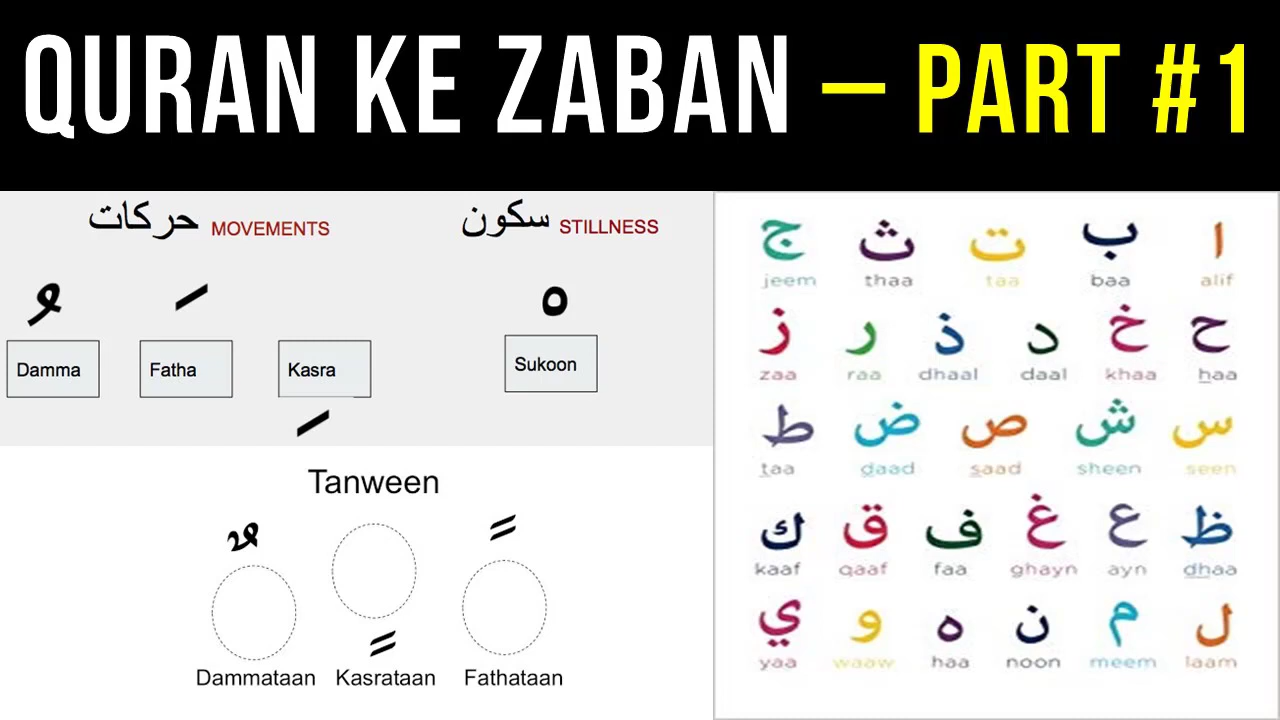 QURAN KE ZABAN – PART #1
حركات MOVEMENTS
سكون STILLNESS
Damma
Fatha
Kasra
Sukoon
Tanween
Dammataan
Kasrataan
Fathataan
ا ب ت ث ج
alif baa taa thaa jeem
ح خ د ذ ر ز
haa khaa daal dhaal raa zaa
س ش ص ض ط
seen sheen saad daad taa
ظ ع غ ف ق ك
dhaa ayn ghayn faa qaaf kaaf
ل م ن ه و ي
laam meem noon haa waaw yaa